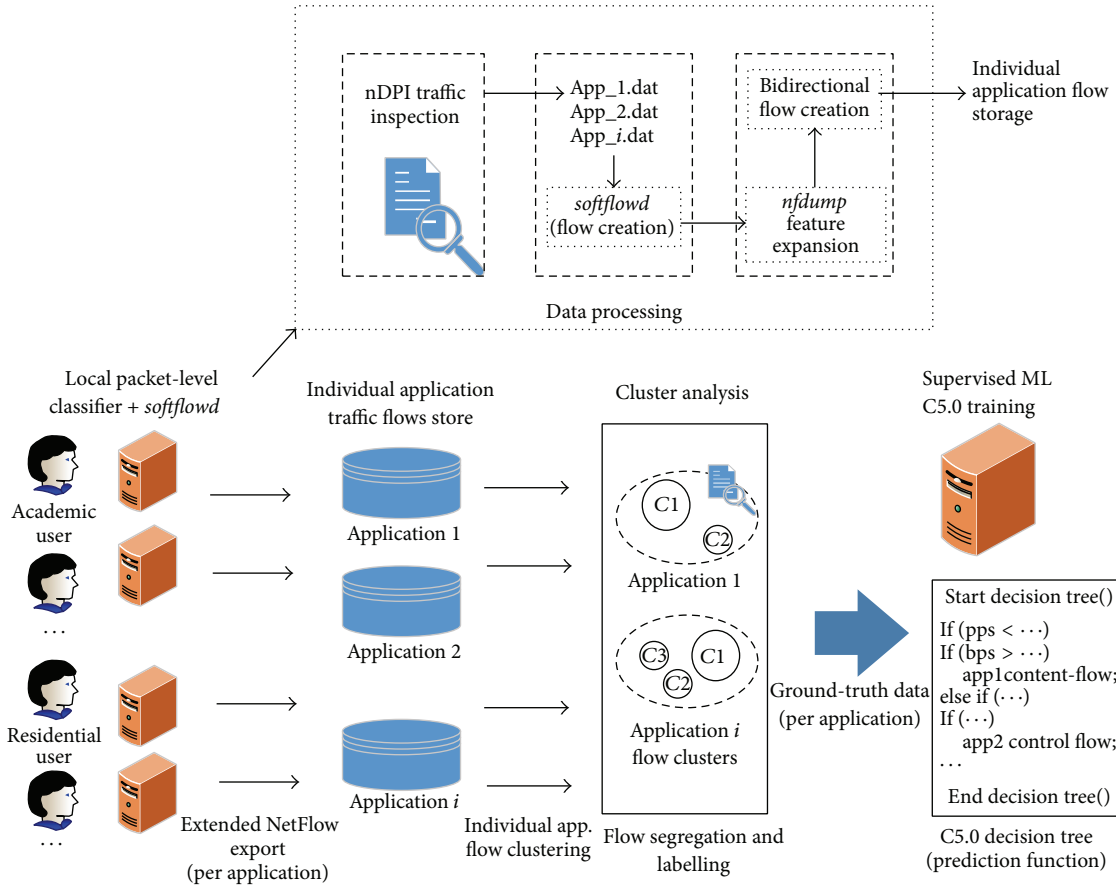 nDPI traffic
inspection
App_1.dat
App_2.dat
App_i.dat
softflowd
(flow creation)
Bidirectional
flow creation
nfdump
feature
expansion
Individual
application flow
storage
Data processing
Local packet-level
classifier + softflowd
Individual application
traffic flows store
Cluster analysis
Supervised ML
C5.0 training
Academic
user
...
Residential
user
...
Application 1
Application 2
Application i
Extended NetFlow
export
(per application)
Individual app.
flow clustering
C1
C2
Application 1
C3
C1
C2
Application i
flow clusters
Flow segregation and
labelling
Ground-truth data
(per application)
Start decision tree()
If (pps < ···)
If (bps > ···)
app1content-flow;
else if (···)
If (···)
app2 control flow;
...
End decision tree()
C5.0 decision tree
(prediction function)